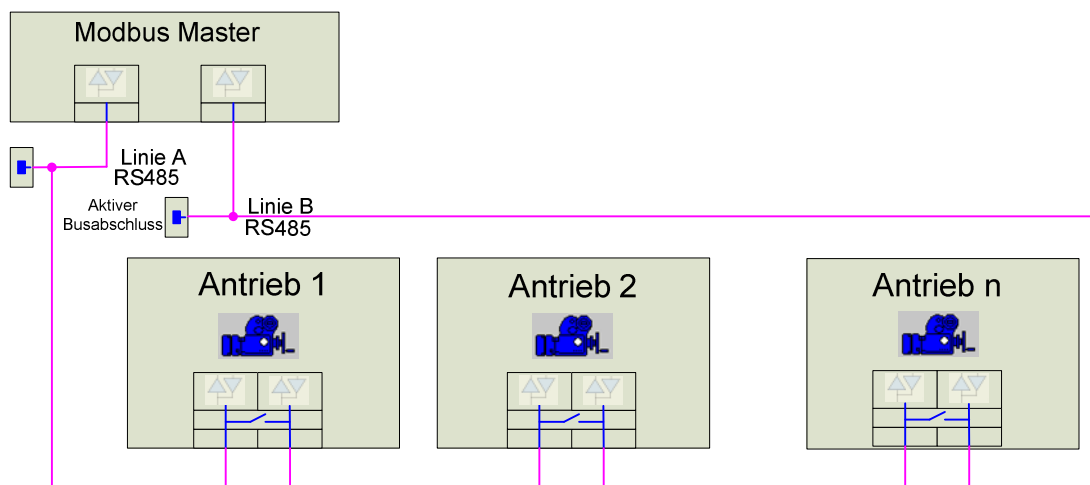 Modbus Master
Linie A
RS485
Aktiver
Busabschluss
Linie B
RS485
Antrieb 1
Antrieb 2
Antrieb n